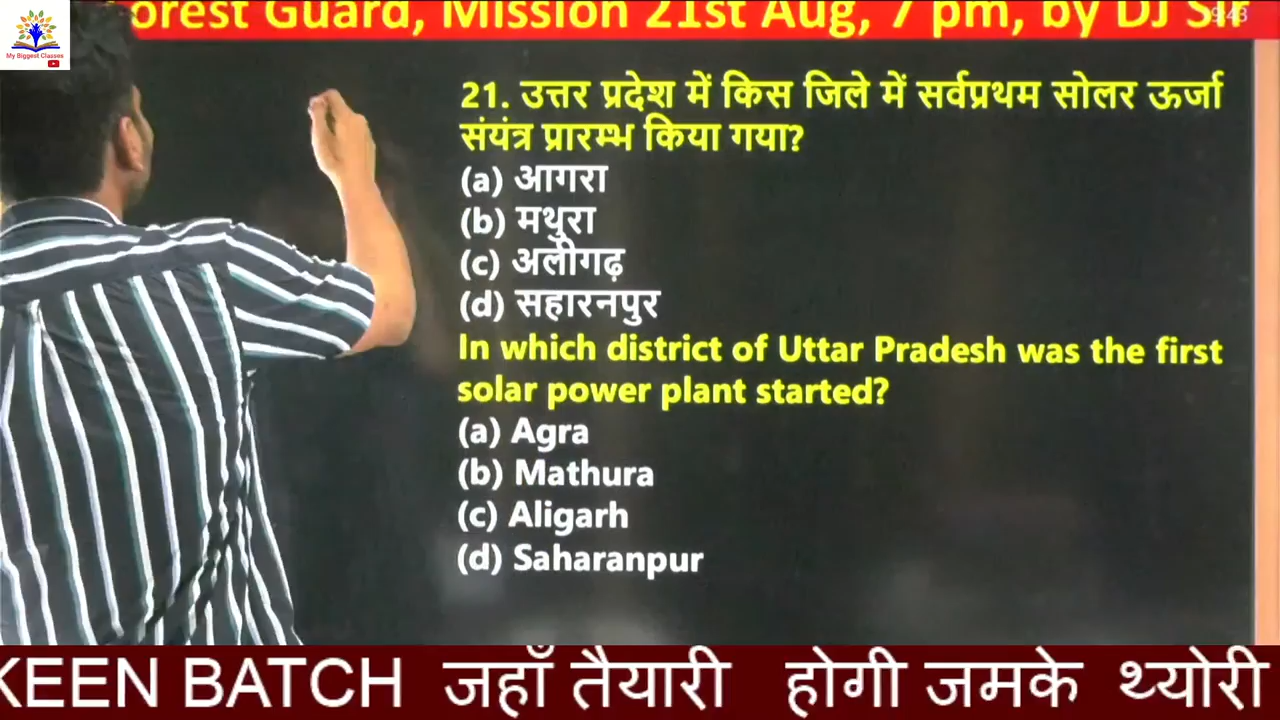 orest Guard, Mission 21st Aug, 7 pm, by DJ Sir
My Biggest Classes
21. उत्तर प्रदेश में किस जिले में सर्वप्रथम सोलर ऊर्जा
संयंत्र प्रारम्भ किया गया?
(a) आगरा
(b) मथुरा
(c) अलीगढ़
(d) सहारनपुर
In which district of Uttar Pradesh was the first
solar power plant started?
(a) Agra
(b) Mathura
(c) Aligarh
(d) Saharanpur
KEEN BATCH जहाँ तैयारी होगी जमके थ्योरी